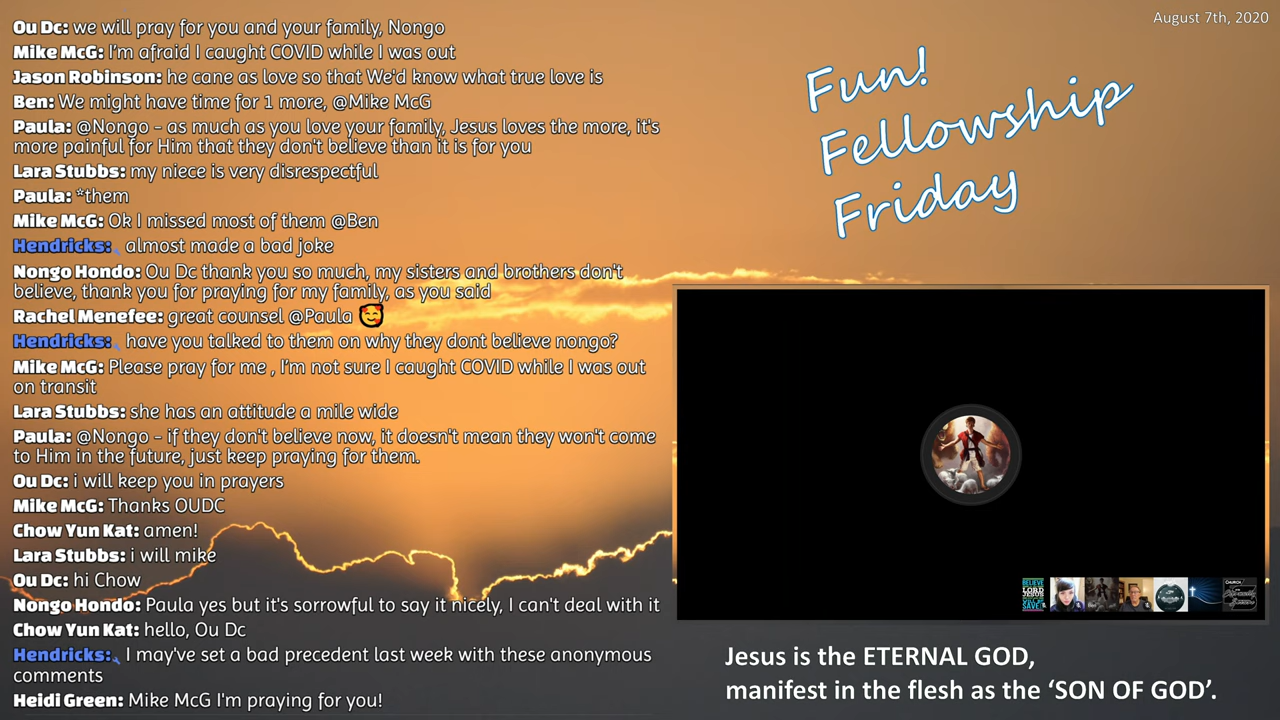 Ou Dc: we will pray for you and your family, Nongo
Mike McG: I'm afraid I caught COVID while I was out
Jason Robinson: he cane as love so that We'd know what true love is
Ben: We might have time for 1 more, @Mike McG
Paula: @Nongo - as much as you love your family, Jesus loves the more, it's
more painful for Him that they don't believe than it is for you
Lara Stubbs: my niece is very disrespectful
Paula: *them
Mike McG: Ok I missed most of them @Ben
Hendricks: almost made a bad joke
Nongo Hondo: Ou Dc thank you so much, my sisters and brothers don't
believe, thank you for praying for my family, as you said
Rachel Menefee: great counsel @Paula 🥰
Hendricks: have you talked to them on why they dont believe nongo?
Mike McG: Please pray for me , I'm not sure I caught COVID while I was out
on transit
Lara Stubbs: she has an attitude a mile wide
Paula: @Nongo - if they don't believe now, it doesn't mean they won't come
to Him in the future, just keep praying for them.
Ou Dc: i will keep you in prayers
Mike McG: Thanks OUDC
Chow Yun Kat: amen!
Lara Stubbs: i will mike
Ou Dc: hi Chow
Nongo Hondo: Paula yes but it's sorrowful to say it nicely, I can't deal with it
Chow Yun Kat: hello, Ou Dc
Hendricks: I may've set a bad precedent last week with these anonymous
comments
Heidi Green: Mike McG I'm praying for you!
August 7th, 2020
Fun!
Fellowship
Friday
BELIEVE
LORD
JESUS
SAVE
CHURCH
Jesus is the ETERNAL GOD,
manifest in the flesh as the 'SON OF GOD'.